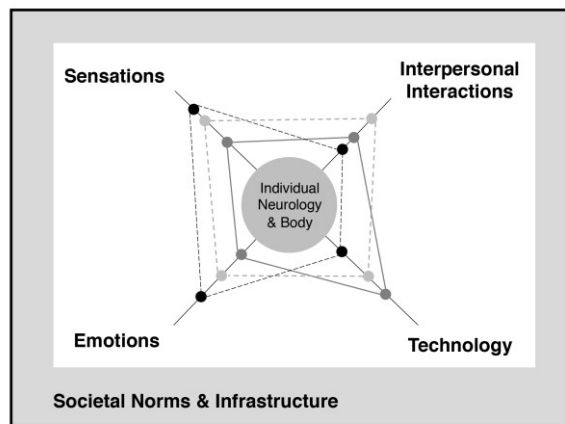 Sensations
Interpersonal
Interactions
Individual
Neurology
& Body
Emotions
Technology
Societal Norms & Infrastructure